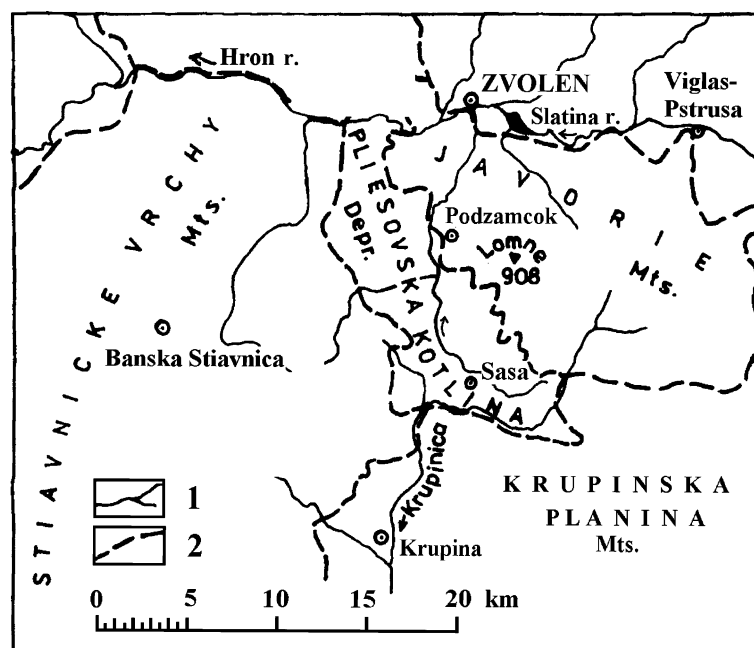 Hron r.
ZVOLEN
Viglas-
Pstrusa
Slatina r.
JAVORIE
Mts.
PLIESOVSKA KOTLINA
Depr.
Podzamcok
Lomne
908
STIAVNICKE VRCHY
Mts.
Banska Stiavnica
Sasa
Krupinica
KRUPINSKA
PLANINA
Mts.
Krupina
1
2
0 5 10 15 20 km